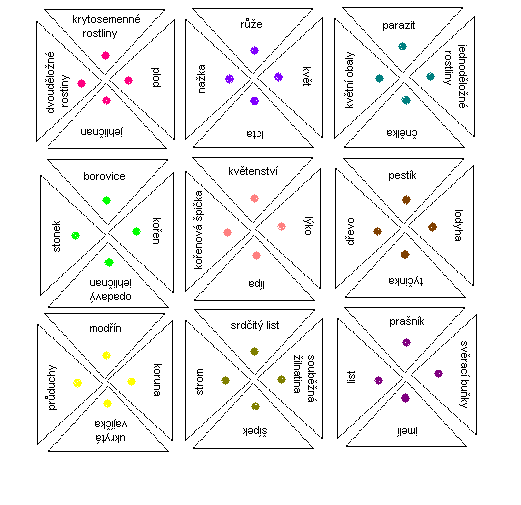 krytosemenné
rostliny
dvouděložné
rostliny
plod
jehličnan
růže
nažka
květ
lcta
parazit
květní obaly
jednoděložné
rostliny
čnělka
borovice
stonek
kořen
opadavý
jehličnan
květenství
kořenová špička
lýko
lípa
pestík
dřevo
lodyha
tyčinka
modřín
průduchy
koruna
ukrytá
vajíčka
srdčitý list
strom
souběžná
žilnatina
šípek
prašník
list
svěrací buňky
jmelí